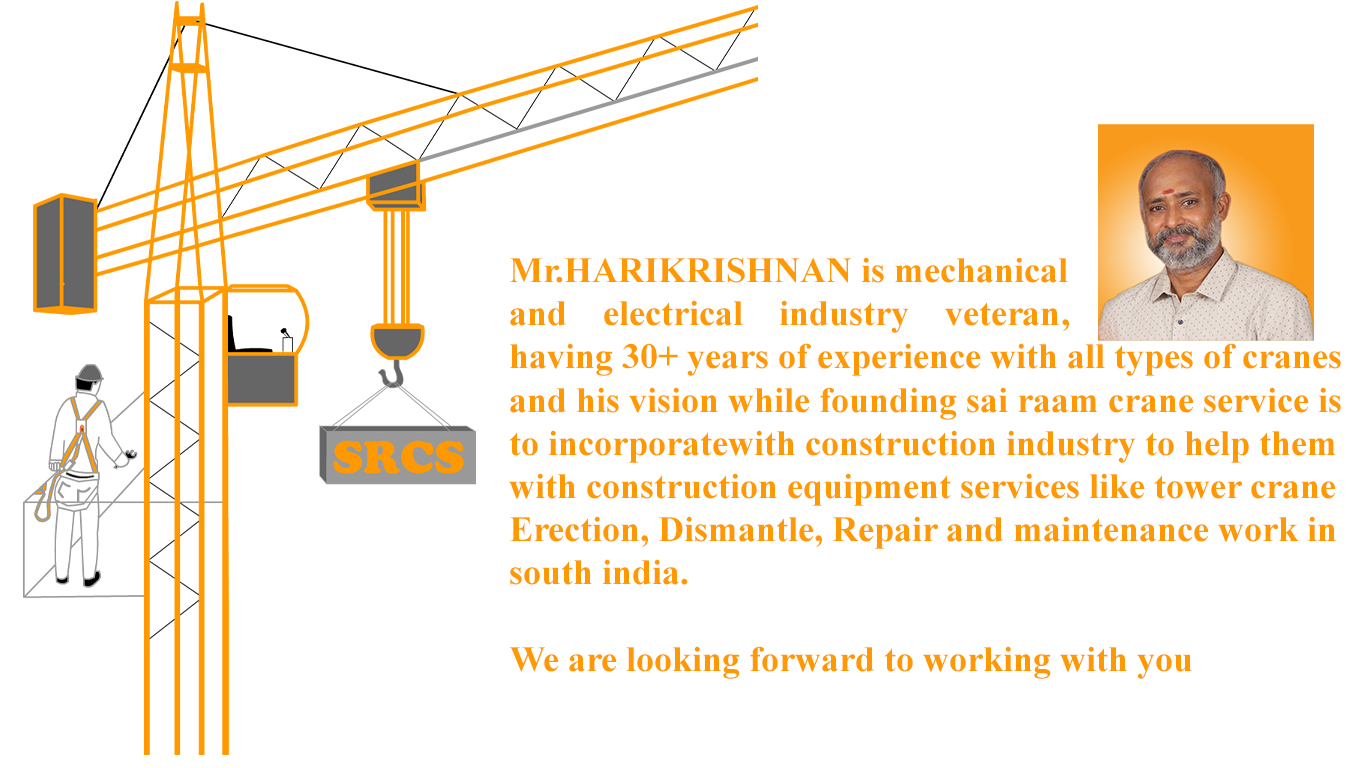 SRCS
Mr.HARIKRISHNAN is mechanical
and electrical industry veteran,
having 30+ years of experience with all types of cranes
and his vision while founding sai raam crane service is
to incorporatewith construction industry to help them
with construction equipment services like tower crane
Erection, Dismantle, Repair and maintenance work in
south india.
We are looking forward to working with you